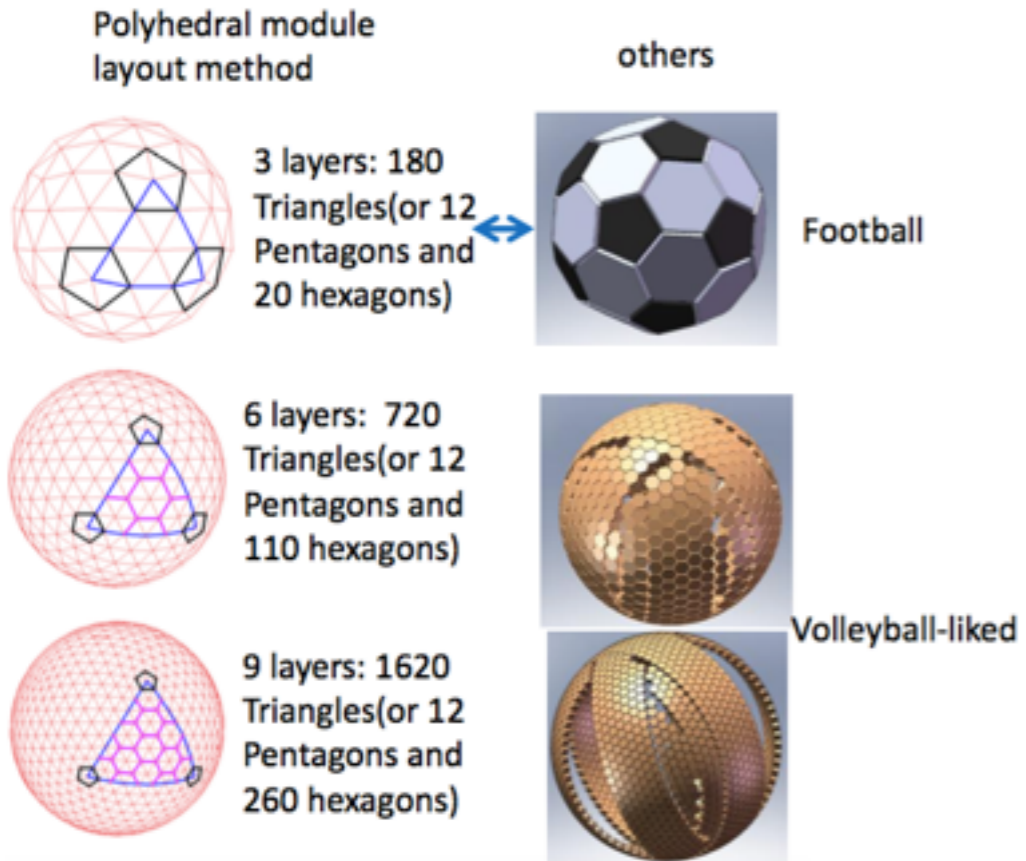 Polyhedral module
layout method
others
3 layers: 180
Triangles(or 12
Pentagons and
20 hexagons)
Football
6 layers:  720
Triangles(or 12
Pentagons and
110 hexagons)
Volleyball-liked
9 layers: 1620
Triangles(or 12
Pentagons and
260 hexagons)